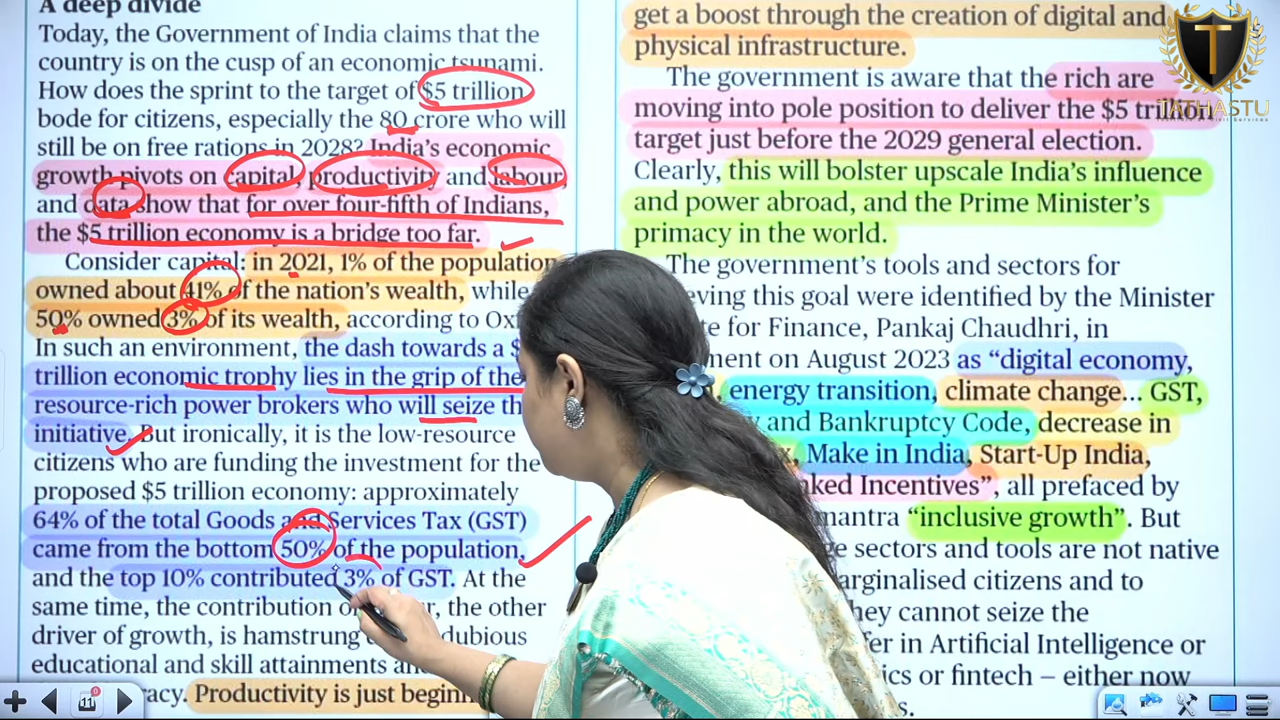 A deep divide
Today, the Government of India claims that the
country is on the cusp of an economic tsunami.
How does the sprint to the target of $5 trillion
bode for citizens, especially the 80 crore who will
still be on free rations in 2028? India's economic
growth pivots on capital, productivity and labour,
and data show that for over four-fifth of Indians,
the $5 trillion economy is a bridge too far.
Consider capital: in 2021, 1% of the population
owned about 41% of the nation's wealth, while
50% owned 3% of its wealth, according to
In such an environment, the dash towards a
trillion economic trophy lies in the grip of the
resource-rich power brokers who will seize
initiative. But ironically, it is the low-resource
citizens who are funding the investment for the
proposed $5 trillion economy: approximately
64% of the total Goods and Services Tax (GST)
came from the bottom 50% of the population,
and the top 10% contributed 3% of GST. At the
same time, the contribution the other
driver of growth, is hamstrung dubious
educational and skill attainments
Productivity is just
11
get a boost through the creation of digital and
physical infrastructure.
The government is aware that the rich are
moving into pole position to deliver the $5 trillion
target just before the 2029 general election.
Clearly, this will bolster upscale India's influence
and power abroad, and the Prime Minister's
primacy in the world.
The government's tools and sectors for
this goal were identified by the Minister
for Finance, Pankaj Chaudhri, in
on August 2023 as "digital economy,
energy transition, climate change... GST,
and Bankruptcy Code, decrease in
Make in India, Start-Up India,
Incentives", all prefaced by
mantra "inclusive growth". But
sectors and tools are not native
citizens and to
they cannot seize the
in Artificial Intelligence or
or fintech – either now
T
TATHASTU